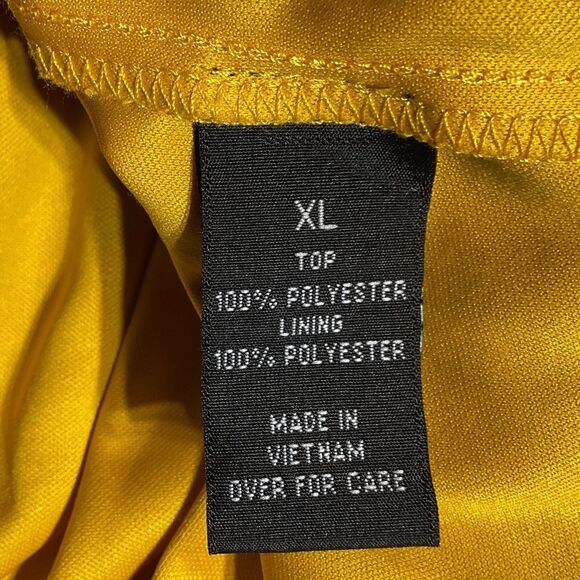 XL
TOP
100% POLYESTER
LINING
100% POLYESTER
MADE IN
VIETNAM
OVER FOR CARE